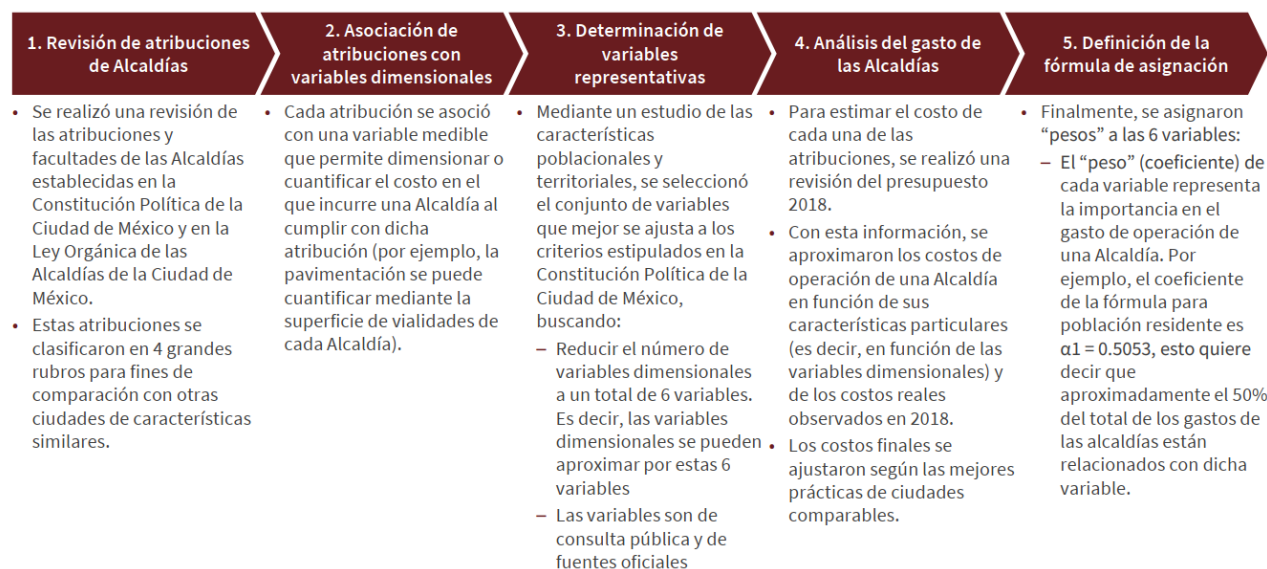 1. Revisión de atribuciones
de Alcaldías
• Se realizó una revisión de
las atribuciones y
facultades de las Alcaldías
establecidas en la
Constitución Política de la
Ciudad de México y en la
Ley Orgánica de las
Alcaldías de la Ciudad de
México.
• Estas atribuciones se
clasificaron en 4 grandes
rubros para fines de
comparación con otras
ciudades de características
similares.
2. Asociación de
atribuciones con
variables dimensionales
• Cada atribución se asoció
con una variable medible
que permite dimensionar o
cuantificar el costo en el
que incurre una Alcaldía al
cumplir con dicha
atribución (por ejemplo, la
pavimentación se puede
cuantificar mediante la
superficie de vialidades de
cada Alcaldía).
3. Determinación de
variables
representativas
• Mediante un estudio de las
características
poblacionales y
territoriales, se seleccionó
el conjunto de variables
que mejor se ajusta a los
criterios estipulados en la
Constitución Política de la
Ciudad de México,
buscando:
– Reducir el número de
variables dimensionales
a un total de 6 variables.
Es decir, las variables
dimensionales se pueden
aproximar por estas 6
variables
– Las variables son de
consulta pública y de
fuentes oficiales
4. Análisis del gasto de
las Alcaldías
• Para estimar el costo de
cada una de las
atribuciones, se realizó una
revisión del presupuesto
2018.
• Con esta información, se
aproximaron los costos de
operación de una Alcaldía
en función de sus
características particulares
(es decir, en función de las
variables dimensionales) y
de los costos reales
observados en 2018.
• Los costos finales se
ajustaron según las mejores
prácticas de ciudades
comparables.
5. Definición de la
fórmula de asignación
• Finalmente, se asignaron
“pesos” a las 6 variables:
– El “peso” (coeficiente) de
cada variable representa
la importancia en el
gasto de operación de
una Alcaldía. Por
ejemplo, el coeficiente
de la fórmula para
población residente es
α1 = 0.5053, esto quiere
decir que
aproximadamente el 50%
del total de los gastos de
las alcaldías están
relacionados con dicha
variable.